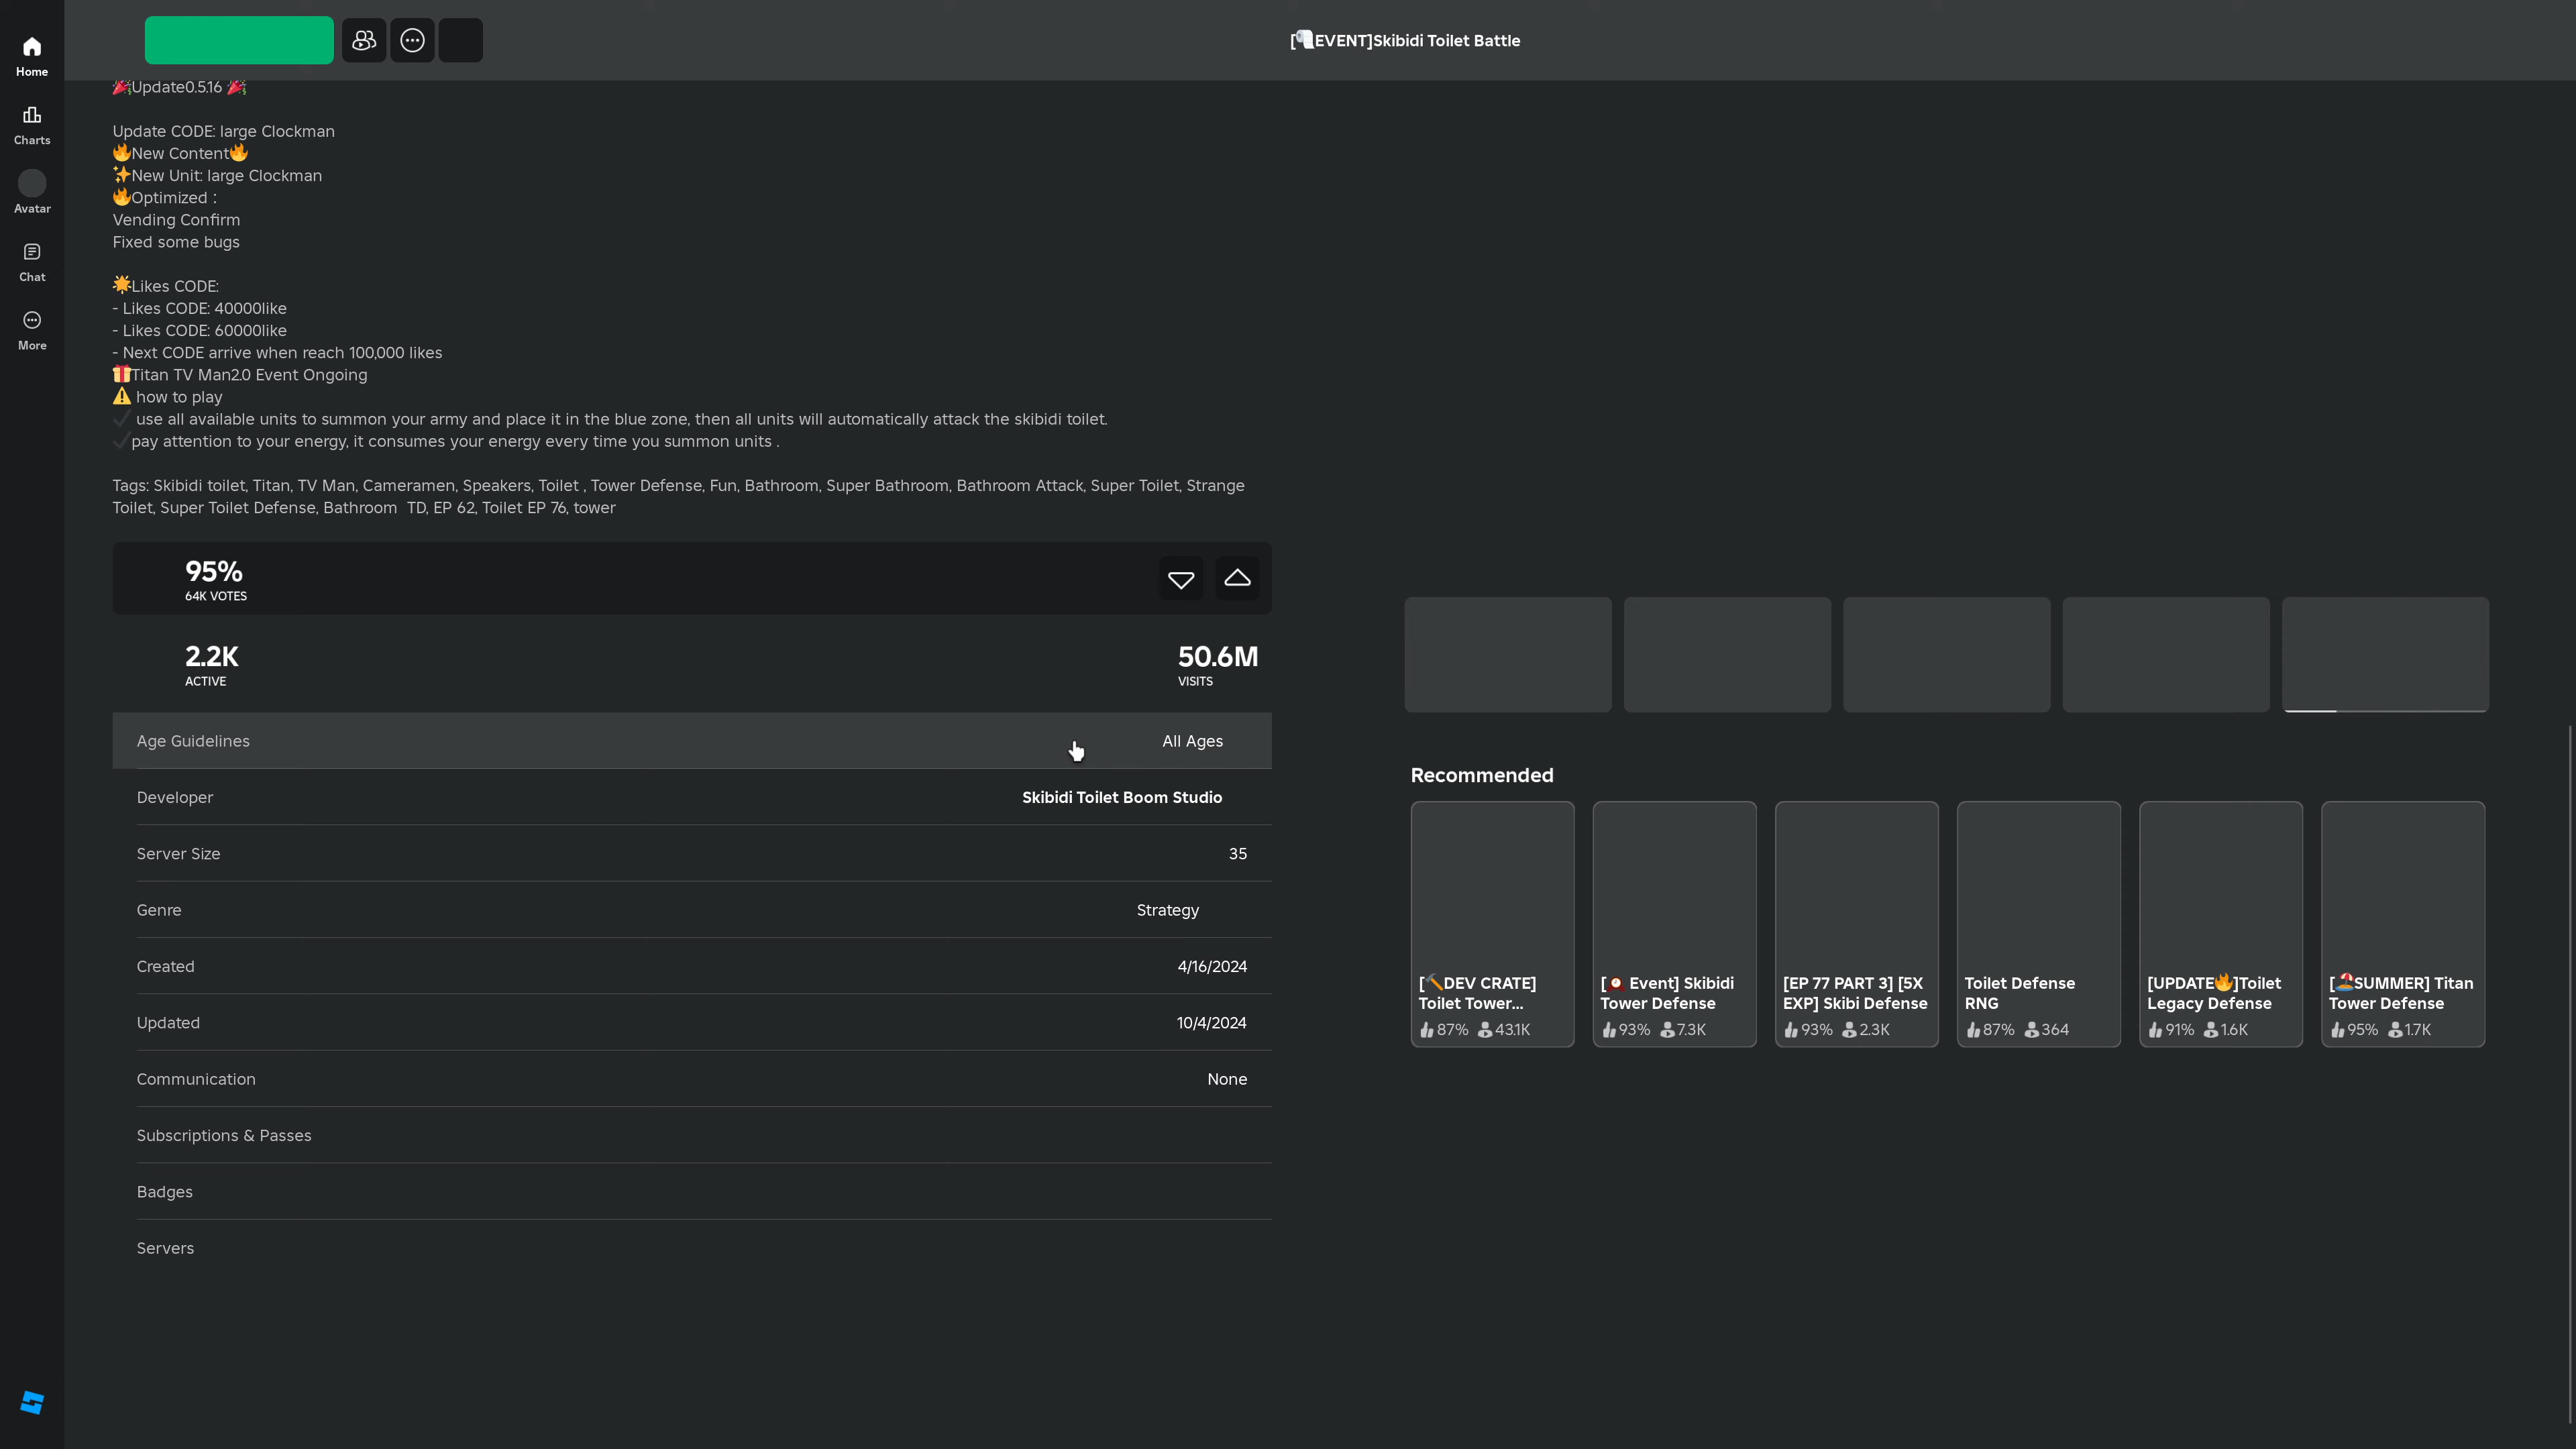 Home
Charts
Avatar
Chat
More
[🧻EVENT]Skibidi Toilet Battle
🎉Update0.5.16 🎉
Update CODE: large Clockman
🔥New Content🔥
✨New Unit: large Clockman
🔥Optimized :
Vending Confirm
Fixed some bugs
🌟Likes CODE:
- Likes CODE: 40000like
- Likes CODE: 60000like
- Next CODE arrive when reach 100,000 likes
🎁Titan TV Man2.0 Event Ongoing
⚠️ how to play
✔️ use all available units to summon your army and place it in the blue zone, then all units will automatically attack the skibidi toilet.
✔️pay attention to your energy, it consumes your energy every time you summon units .
Tags: Skibidi toilet, Titan, TV Man, Cameramen, Speakers, Toilet , Tower Defense, Fun, Bathroom, Super Bathroom, Bathroom Attack, Super Toilet, Strange
Toilet, Super Toilet Defense, Bathroom  TD, EP 62, Toilet EP 76, tower
95%
64K VOTES
2.2K
ACTIVE
50.6M
VISITS
Age Guidelines All Ages
Developer Skibidi Toilet Boom Studio
Server Size 35
Genre Strategy
Created 4/16/2024
Updated 10/4/2024
Communication None
Subscriptions & Passes
Badges
Servers
Recommended
[🔨DEV CRATE]
Toilet Tower...
87% 43.1K
[🕰️ Event] Skibidi
Tower Defense
93% 7.3K
[EP 77 PART 3] [5X
EXP] Skibi Defense
93% 2.3K
Toilet Defense
RNG
87% 364
[UPDATE🔥]Toilet
Legacy Defense
91% 1.6K
[🏖️SUMMER] Titan
Tower Defense
95% 1.7K